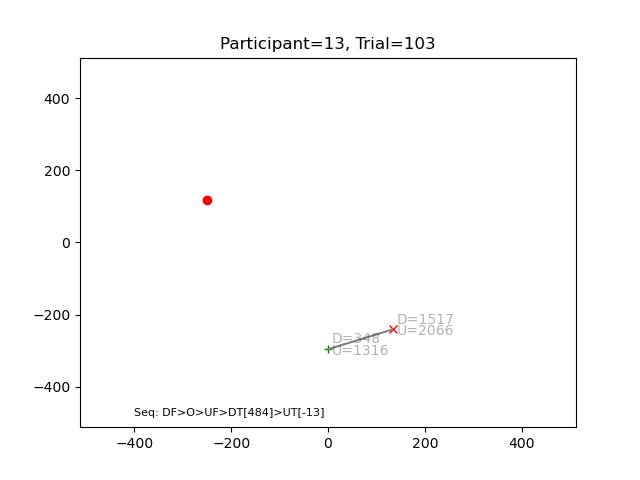 Participant=13, Trial=103
400
200
0
−200
−400
D=1517
U=2066
D=348
U=1316
Seq: DF>O>UF>DT[484]>UT[-13]
−400
−200
0
200
400